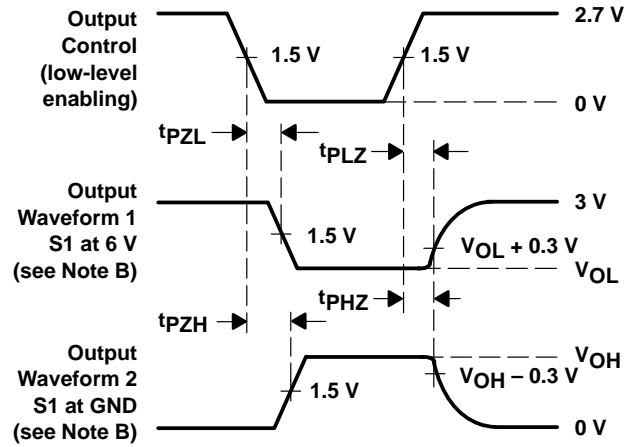 Output
Control
(low-level
enabling)
2.7 V
1.5 V
1.5 V
0 V
tPZL
tPLZ
Output
Waveform 1
S1 at 6 V
(see Note B)
3 V
1.5 V
VOL + 0.3 V
VOL
tPHZ
tPZH
Output
Waveform 2
S1 at GND
(see Note B)
VOH
VOH – 0.3 V
1.5 V
0 V